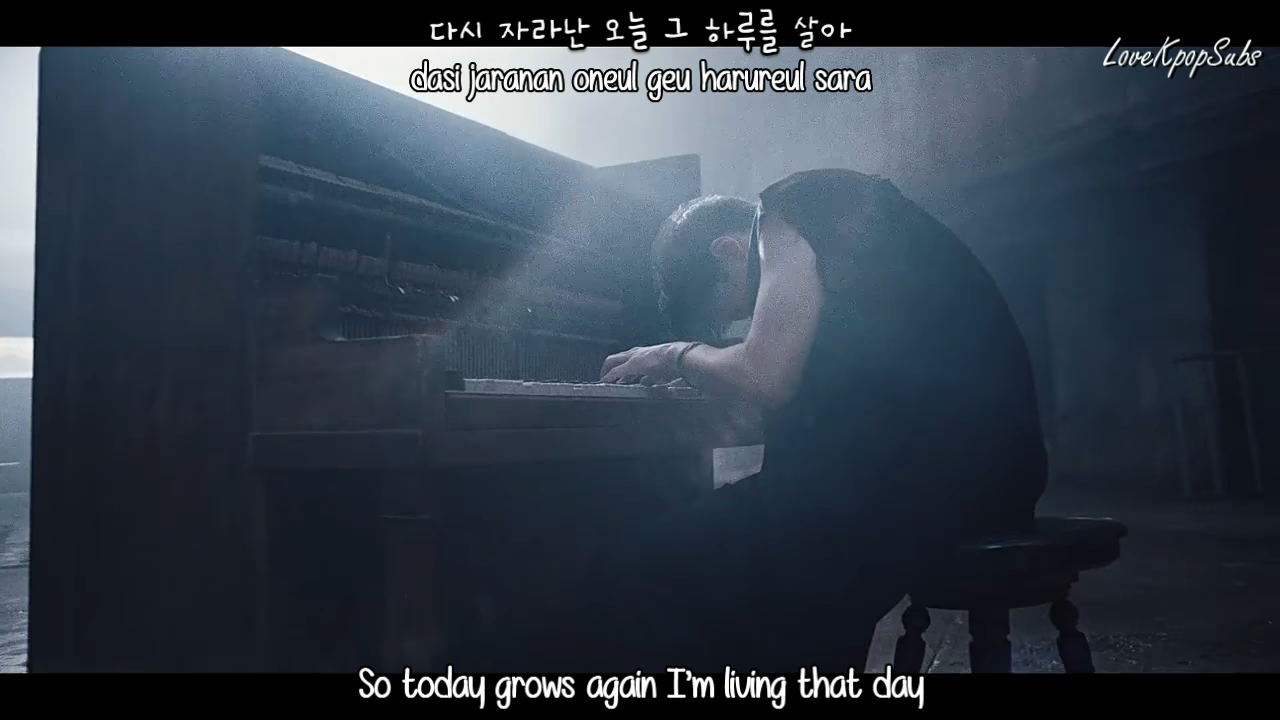 다시 자라난 오늘 그 하루를 살아
LoveKpopSubs
dasi jaranan oneul geu harureul sara
So today grows again I'm living that day